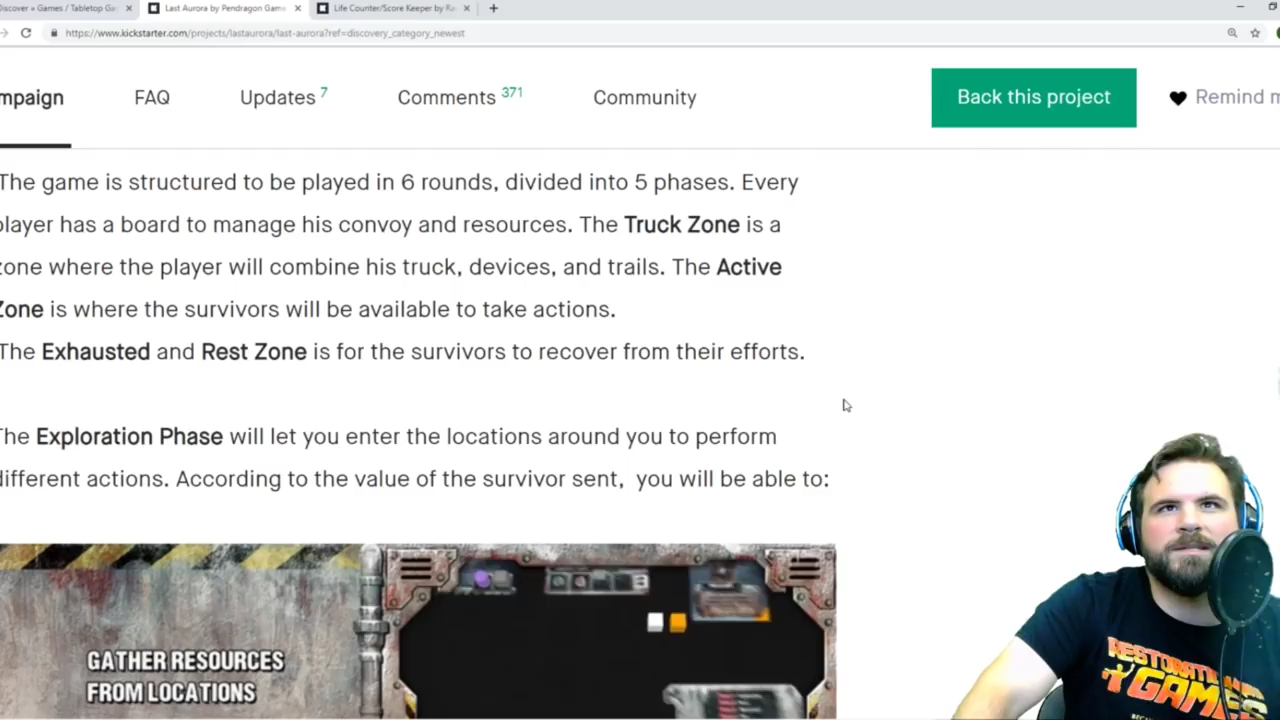 Discover » Games / Tabletop Ga
Last Aurora by Pendragon Game
Life Counter/Score Keeper by
https://www.kickstarter.com/projects/lastaurora/last-aurora?ref=discovery_category_newest
mpaign
FAQ
Updates 7
Comments 371
Community
Back this project
Remind m
The game is structured to be played in 6 rounds, divided into 5 phases. Every
player has a board to manage his convoy and resources. The Truck Zone is a
zone where the player will combine his truck, devices, and trails. The Active
Zone is where the survivors will be available to take actions.
The Exhausted and Rest Zone is for the survivors to recover from their efforts.
The Exploration Phase will let you enter the locations around you to perform
different actions. According to the value of the survivor sent, you will be able to:
GATHER RESOURCES
FROM LOCATIONS
GAMES